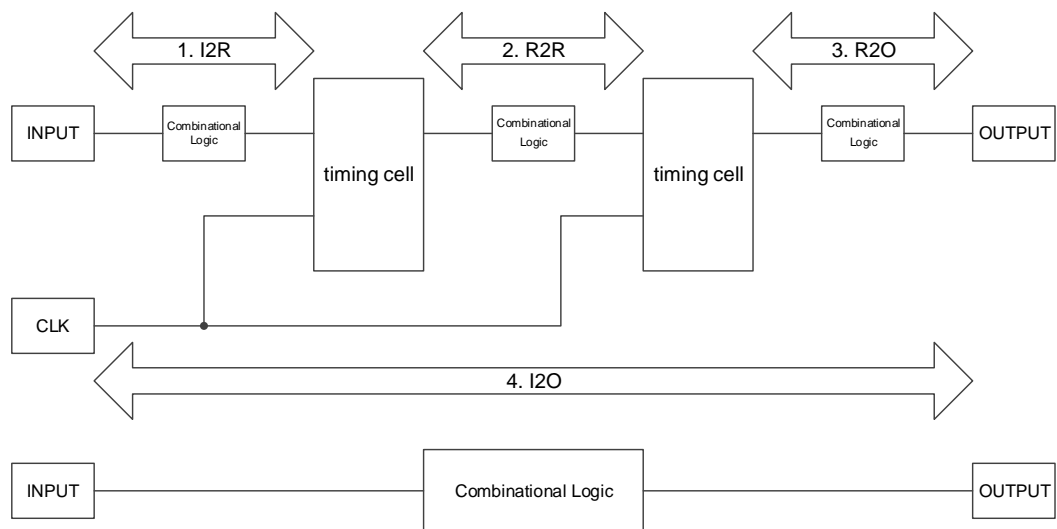 1. I2R
2. R2R
3. R2O
INPUT
Combinational
Logic
timing cell
Combinational
Logic
timing cell
Combinational
Logic
OUTPUT
CLK
4. I2O
INPUT
Combinational Logic
OUTPUT